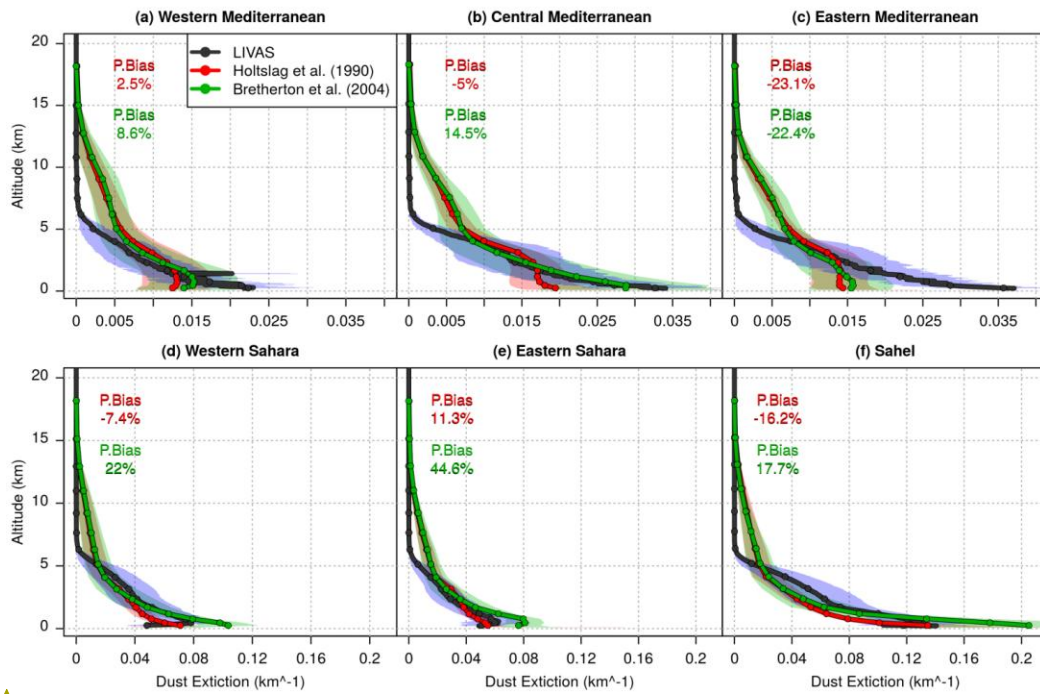 (a) Western Mediterranean
(b) Central Mediterranean
(c) Eastern Mediterranean
LIVAS
Holtslag et al. (1990)
Bretherton et al. (2004)
P.Bias
2.5%
P.Bias
8.6%
P.Bias
-5%
P.Bias
14.5%
P.Bias
-23.1%
P.Bias
-22.4%
Altitude (km)
20
15
10
5
0
0 0.005 0.015 0.025 0.035
0 0.005 0.015 0.025 0.035
0 0.005 0.015 0.025 0.035
(d) Western Sahara
(e) Eastern Sahara
(f) Sahel
P.Bias
-7.4%
P.Bias
22%
P.Bias
11.3%
P.Bias
44.6%
P.Bias
-16.2%
P.Bias
17.7%
Altitude (km)
20
15
10
5
0
0 0.04 0.08 0.12 0.16 0.2
0 0.04 0.08 0.12 0.16 0.2
0 0.04 0.08 0.12 0.16 0.2
Dust Extiction (km^-1)
Dust Extiction (km^-1)
Dust Extiction (km^-1)